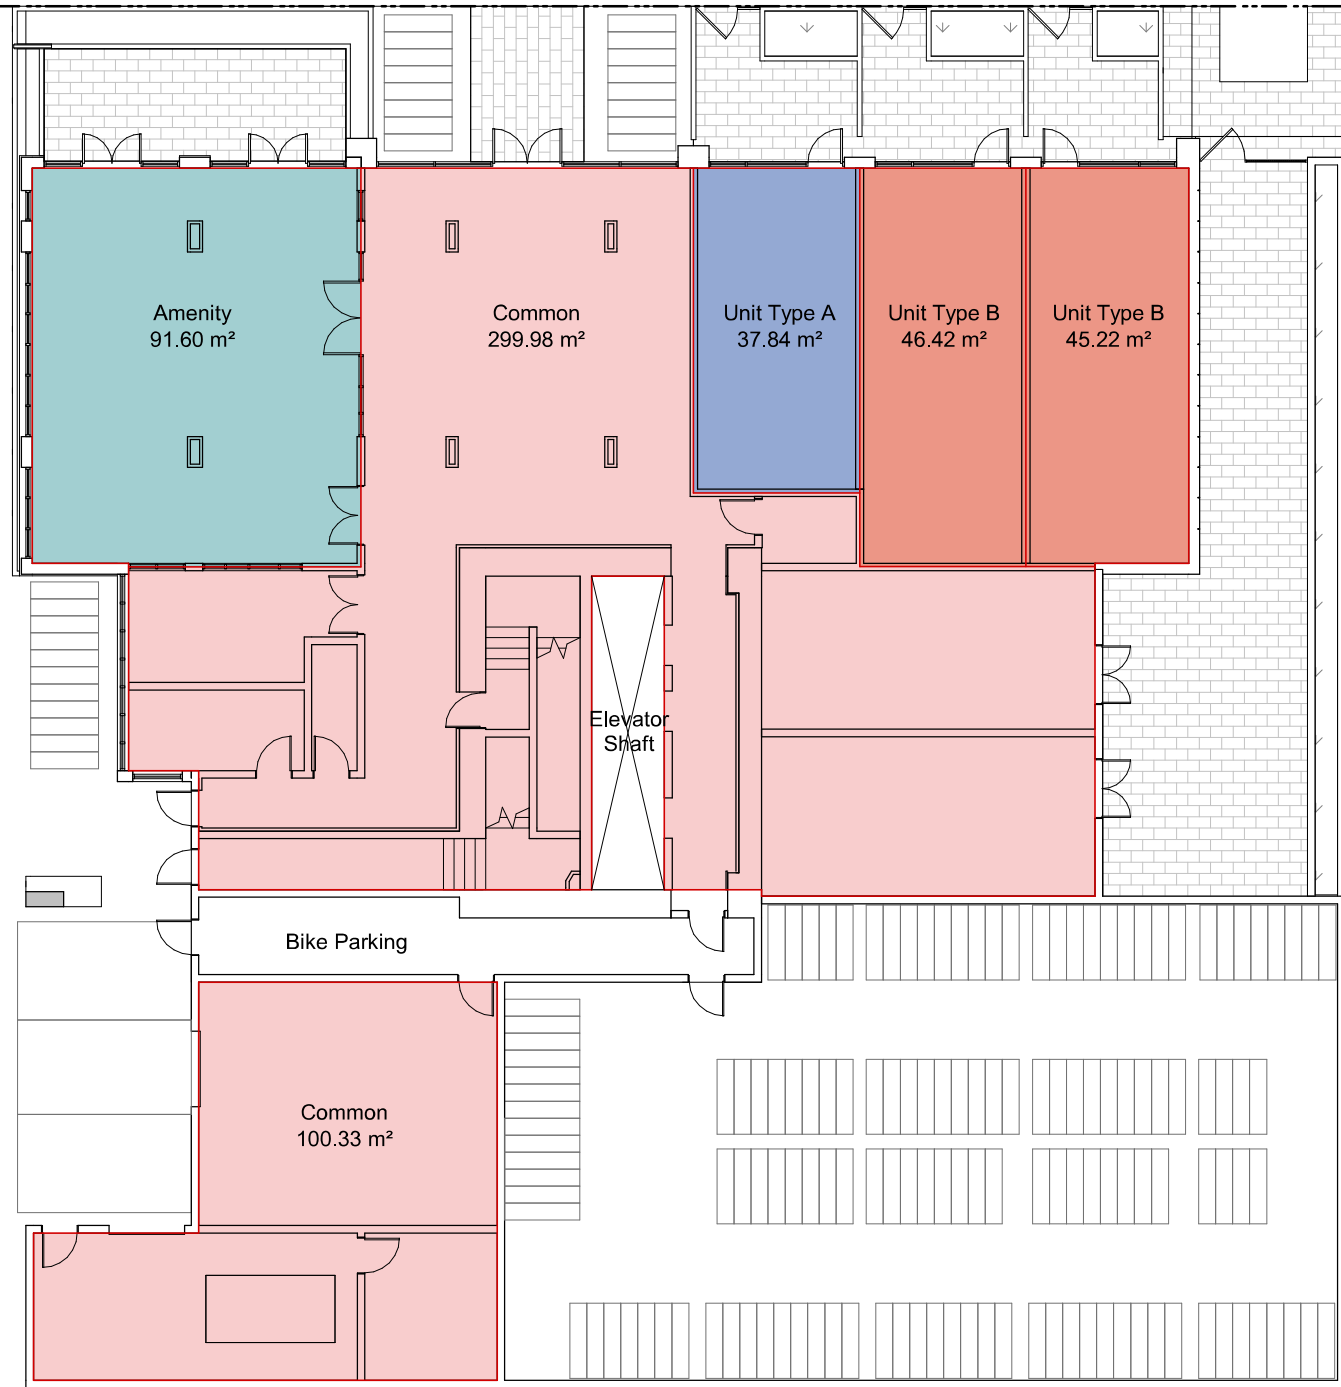 Amenity
91.60 m²
Common
299.98 m²
Unit Type A
37.84 m²
Unit Type B
46.42 m²
Unit Type B
45.22 m²
Elevator
Shaft
Bike Parking
Common
100.33 m²